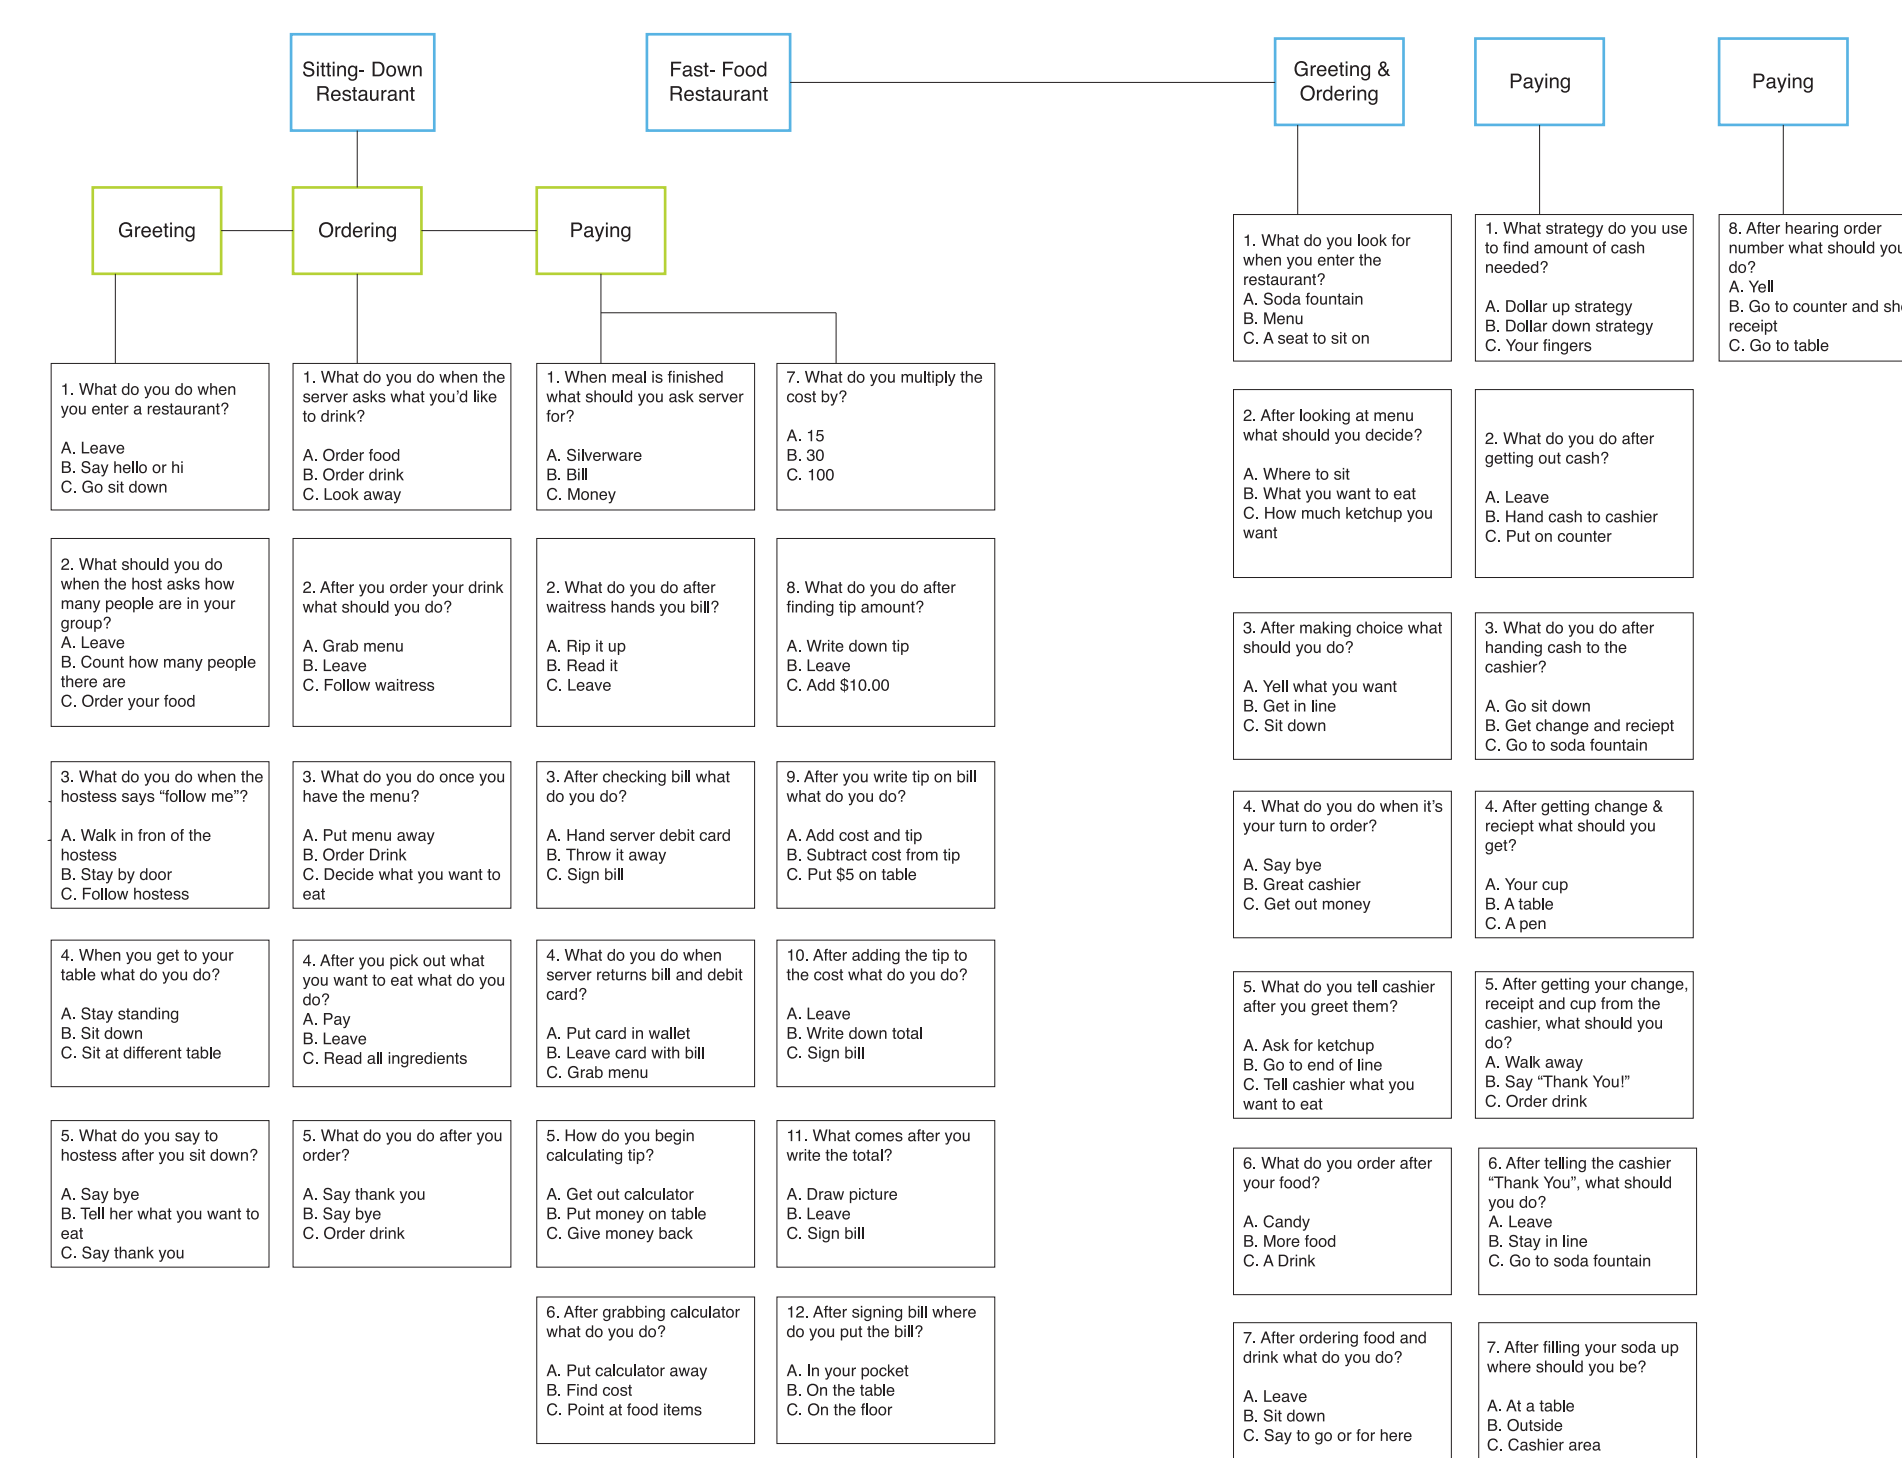 Sitting- Down
Restaurant
Fast- Food
Restaurant
Greeting &
Ordering
Paying
Paying
Greeting
Ordering
Paying
1. What do you do when
you enter a restaurant?
A. Leave
B. Say hello or hi
C. Go sit down
2. What should you do
when the host asks how
many people are in your
group?
A. Leave
B. Count how many people
there are
C. Order your food
3. What do you do when the
hostess says “follow me”?
A. Walk in fron of the
hostess
B. Stay by door
C. Follow hostess
4. When you get to your
table what do you do?
A. Stay standing
B. Sit down
C. Sit at different table
5. What do you say to
hostess after you sit down?
A. Say bye
B. Tell her what you want to
eat
C. Say thank you
1. What do you do when the
server asks what you’d like
to drink?
A. Order food
B. Order drink
C. Look away
2. After you order your drink
what should you do?
A. Grab menu
B. Leave
C. Follow waitress
3. What do you do once you
have the menu?
A. Put menu away
B. Order Drink
C. Decide what you want to
eat
4. After you pick out what
you want to eat what do you
do?
A. Pay
B. Leave
C. Read all ingredients
5. What do you do after you
order?
A. Say thank you
B. Say bye
C. Order drink
1. When meal is finished
what should you ask server
for?
A. Silverware
B. Bill
C. Money
2. What do you do after
waitress hands you bill?
A. Rip it up
B. Read it
C. Leave
3. After checking bill what
do you do?
A. Hand server debit card
B. Throw it away
C. Sign bill
4. What do you do when
server returns bill and debit
card?
A. Put card in wallet
B. Leave card with bill
C. Grab menu
5. How do you begin
calculating tip?
A. Get out calculator
B. Put money on table
C. Give money back
6. After grabbing calculator
what do you do?
A. Put calculator away
B. Find cost
C. Point at food items
7. What do you multiply the
cost by?
A. 15
B. 30
C. 100
8. What do you do after
finding tip amount?
A. Write down tip
B. Leave
C. Add $10.00
9. After you write tip on bill
what do you do?
A. Add cost and tip
B. Subtract cost from tip
C. Put $5 on table
10. After adding the tip to
the cost what do you do?
A. Leave
B. Write down total
C. Sign bill
11. What comes after you
write the total?
A. Draw picture
B. Leave
C. Sign bill
12. After signing bill where
do you put the bill?
A. In your pocket
B. On the table
C. On the floor
1. What do you look for
when you enter the
restaurant?
A. Soda fountain
B. Menu
C. A seat to sit on
2. After looking at menu
what should you decide?
A. Where to sit
B. What you want to eat
C. How much ketchup you
want
3. After making choice what
should you do?
A. Yell what you want
B. Get in line
C. Sit down
4. What do you do when it’s
your turn to order?
A. Say bye
B. Great cashier
C. Get out money
5. What do you tell cashier
after you greet them?
A. Ask for ketchup
B. Go to end of line
C. Tell cashier what you
want to eat
6. What do you order after
your food?
A. Candy
B. More food
C. A Drink
7. After ordering food and
drink what do you do?
A. Leave
B. Sit down
C. Say to go or for here
1. What strategy do you use
to find amount of cash
needed?
A. Dollar up strategy
B. Dollar down strategy
C. Your fingers
2. What do you do after
getting out cash?
A. Leave
B. Hand cash to cashier
C. Put on counter
3. What do you do after
handing cash to the
cashier?
A. Go sit down
B. Get change and reciept
C. Go to soda fountain
4. After getting change &
reciept what should you
get?
A. Your cup
B. A table
C. A pen
5. After getting your change,
receipt and cup from the
cashier, what should you
do?
A. Walk away
B. Say “Thank You!”
C. Order drink
6. After telling the cashier
“Thank You”, what should
you do?
A. Leave
B. Stay in line
C. Go to soda fountain
7. After filling your soda up
where should you be?
A. At a table
B. Outside
C. Cashier area
8. After hearing order
number what should you
do?
A. Yell
B. Go to counter and
receipt
C. Go to table